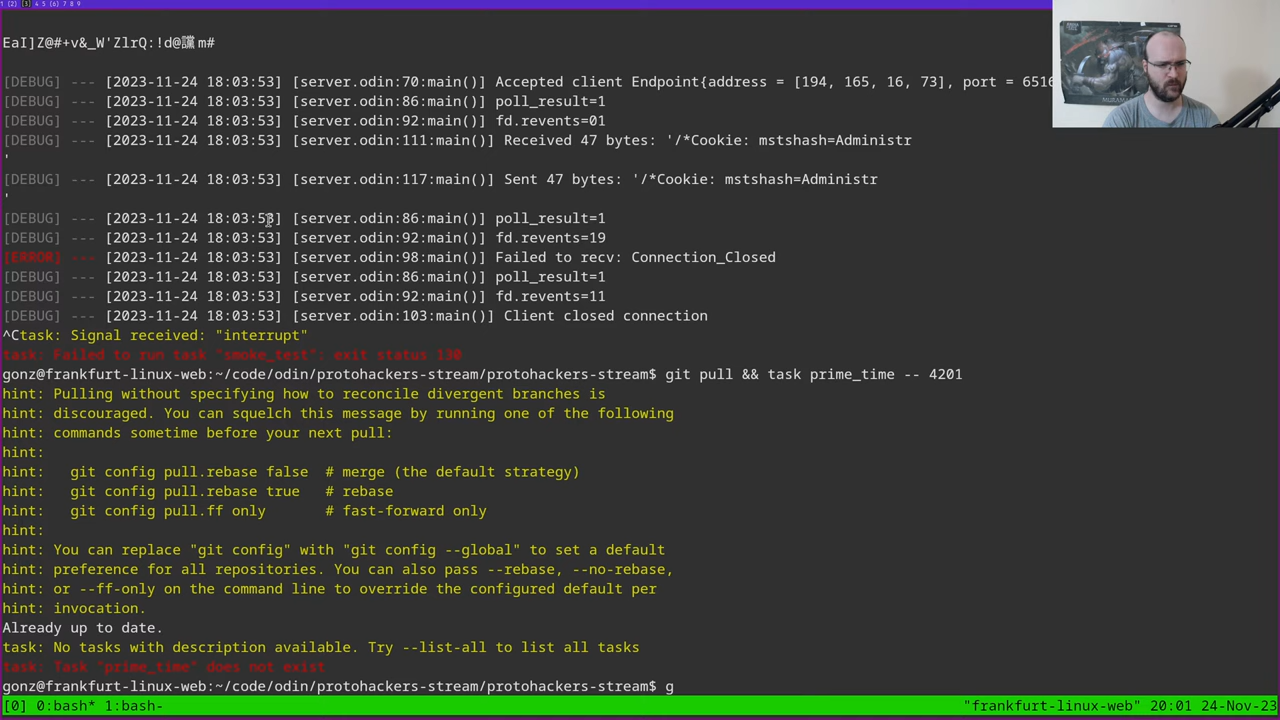 1 [2] [3] 4 5 [6] 7 8 9
EaI]Z@#+v&_W'ZlrQ:!d@讜m#
[DEBUG] --- [2023-11-24 18:03:53] [server.odin:70:main()] Accepted client Endpoint{address = [194, 165, 16, 73], port = 6516
[DEBUG] --- [2023-11-24 18:03:53] [server.odin:86:main()] poll_result=1
[DEBUG] --- [2023-11-24 18:03:53] [server.odin:92:main()] fd.revents=01
[DEBUG] --- [2023-11-24 18:03:53] [server.odin:111:main()] Received 47 bytes: '/*Cookie: mstshash=Administr
'
[DEBUG] --- [2023-11-24 18:03:53] [server.odin:117:main()] Sent 47 bytes: '/*Cookie: mstshash=Administr
'
[DEBUG] --- [2023-11-24 18:03:53] [server.odin:86:main()] poll_result=1
[DEBUG] --- [2023-11-24 18:03:53] [server.odin:92:main()] fd.revents=19
[ERROR] --- [2023-11-24 18:03:53] [server.odin:98:main()] Failed to recv: Connection_Closed
[DEBUG] --- [2023-11-24 18:03:53] [server.odin:86:main()] poll_result=1
[DEBUG] --- [2023-11-24 18:03:53] [server.odin:92:main()] fd.revents=11
[DEBUG] --- [2023-11-24 18:03:53] [server.odin:103:main()] Client closed connection
^Ctask: Signal received: "interrupt"
task: Failed to run task "smoke_test": exit status 130
gonz@frankfurt-linux-web:~/code/odin/protohackers-stream/protohackers-stream$ git pull && task prime_time -- 4201
hint: Pulling without specifying how to reconcile divergent branches is
hint: discouraged. You can squelch this message by running one of the following
hint: commands sometime before your next pull:
hint:
hint:   git config pull.rebase false  # merge (the default strategy)
hint:   git config pull.rebase true   # rebase
hint:   git config pull.ff only       # fast-forward only
hint:
hint: You can replace "git config" with "git config --global" to set a default
hint: preference for all repositories. You can also pass --rebase, --no-rebase,
hint: or --ff-only on the command line to override the configured default per
hint: invocation.
Already up to date.
task: No tasks with description available. Try --list-all to list all tasks
task: Task "prime_time" does not exist
gonz@frankfurt-linux-web:~/code/odin/protohackers-stream/protohackers-stream$ g
[0] 0:bash* 1:bash- "frankfurt-linux-web" 20:01 24-Nov-23